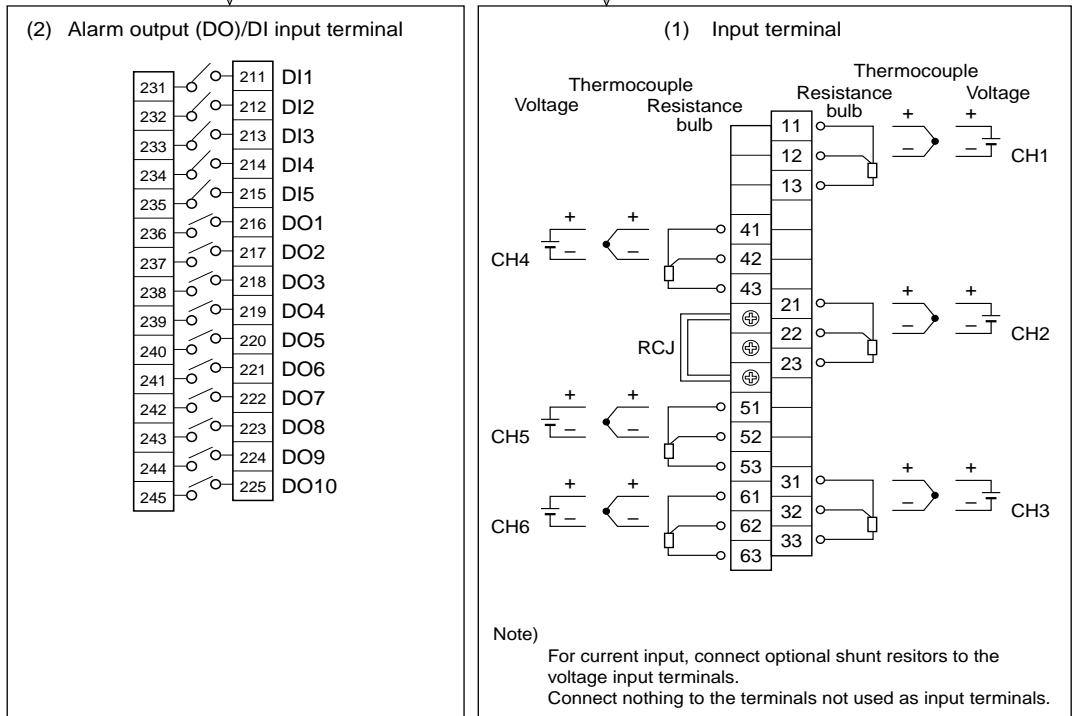 (2) Alarm output (DO)/DI input terminal
231 211 DI1
232 212 DI2
233 213 DI3
234 214 DI4
235 215 DI5
236 216 DO1
237 217 DO2
238 218 DO3
239 219 DO4
240 220 DO5
241 221 DO6
242 222 DO7
243 223 DO8
244 224 DO9
245 225 DO10
(1) Input terminal
Thermocouple
Voltage
Resistance
bulb
Thermocouple
Resistance
bulb
Voltage
11 + +
12 – – CH1
13
+ + 41
CH4 – – 42
43
21 + +
22 – – CH2
23
RCJ
+ + 51
CH5 – – 52
53
31 + +
32 – – CH3
33
+ + 61
CH6 – – 62
63
Note)
For current input, connect optional shunt resitors to the
voltage input terminals.
Connect nothing to the terminals not used as input terminals.